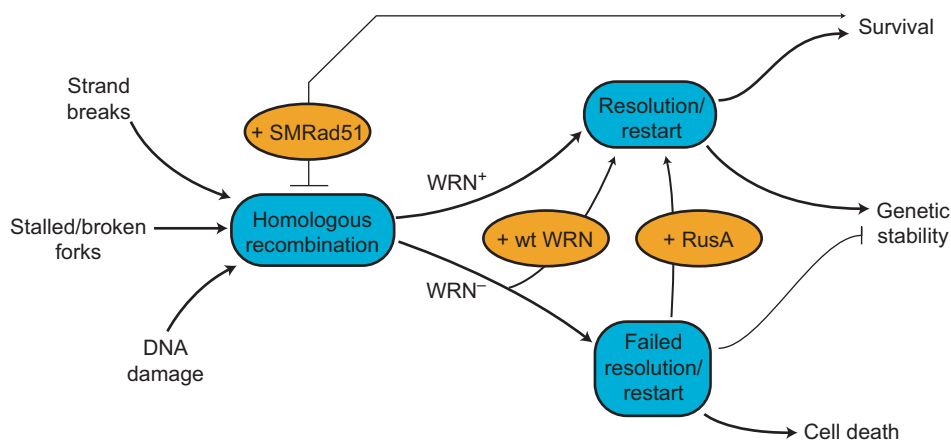 Survival
Strand
breaks
+ SMRad51
Resolution/
restart
WRN⁺
Stalled/broken
forks
Homologous
recombination
+ wt WRN
+ RusA
Genetic
stability
WRN⁻
DNA
damage
Failed
resolution/
restart
Cell death